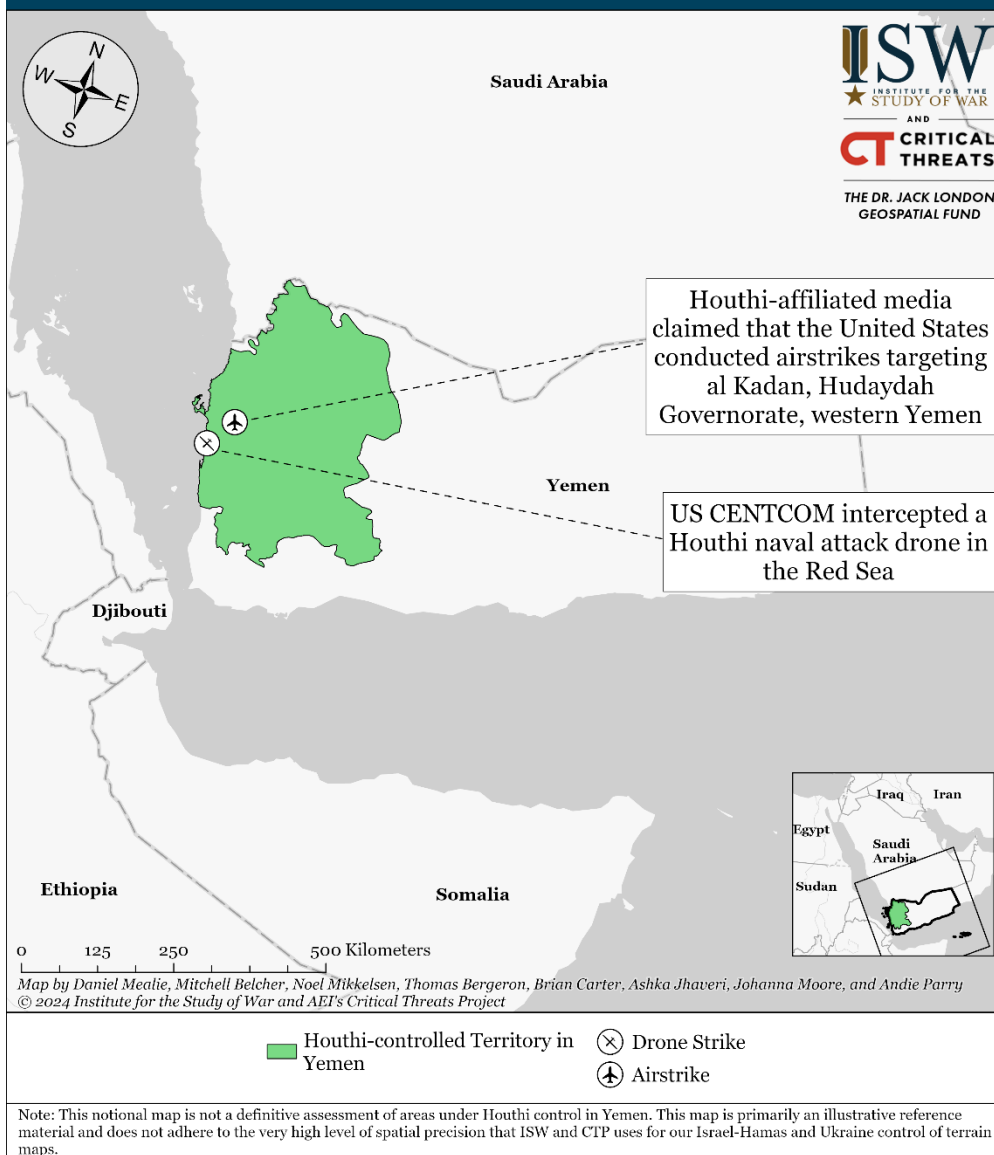 N
W
E
S
Saudi Arabia
ISW
INSTITUTE FOR THE
STUDY OF WAR
AND
CT CRITICAL
THREATS
THE DR. JACK LONDON
GEOSPATIAL FUND
Houthi-affiliated media
claimed that the United States
conducted airstrikes targeting
al Kadan, Hudaydah
Governorate, western Yemen
Yemen
US CENTCOM intercepted a
Houthi naval attack drone in
the Red Sea
Djibouti
Ethiopia
Somalia
Iraq
Iran
Egypt
Saudi
Arabia
Sudan
0 125 250 500 Kilometers
Map by Daniel Mealie, Mitchell Belcher, Noel Mikkelsen, Thomas Bergeron, Brian Carter, Ashka Jhaveri, Johanna Moore, and Andie Parry
© 2024 Institute for the Study of War and AEI's Critical Threats Project
Houthi-controlled Territory in
Yemen
Drone Strike
Airstrike
Note: This notional map is not a definitive assessment of areas under Houthi control in Yemen. This map is primarily an illustrative reference
material and does not adhere to the very high level of spatial precision that ISW and CTP uses for our Israel-Hamas and Ukraine control of terrain
maps.